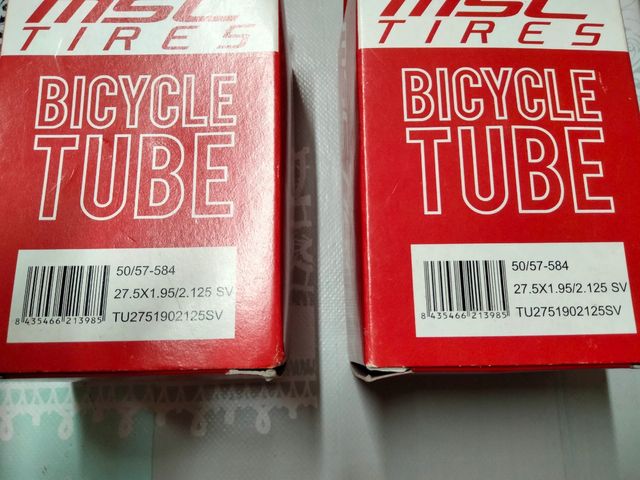 MSC
TIRES
BICYCLE
TUBE
50/57-584
27.5X1.95/2.125 SV
TU2751902125SV
8 435466 213985
MSC
TIRES
BICYCLE
TUBE
50/57-584
27.5X1.95/2.125 SV
TU2751902125SV
8 435466 213985